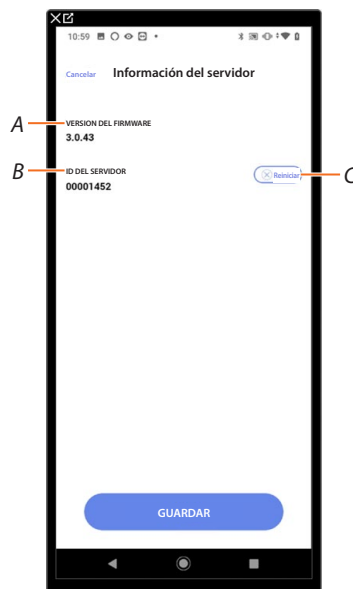 10:59
Cancelar Información del servidor
A VERSION DEL FIRMWARE
3.0.43
B ID DEL SERVIDOR
Reiniciar C
00001452
GUARDAR